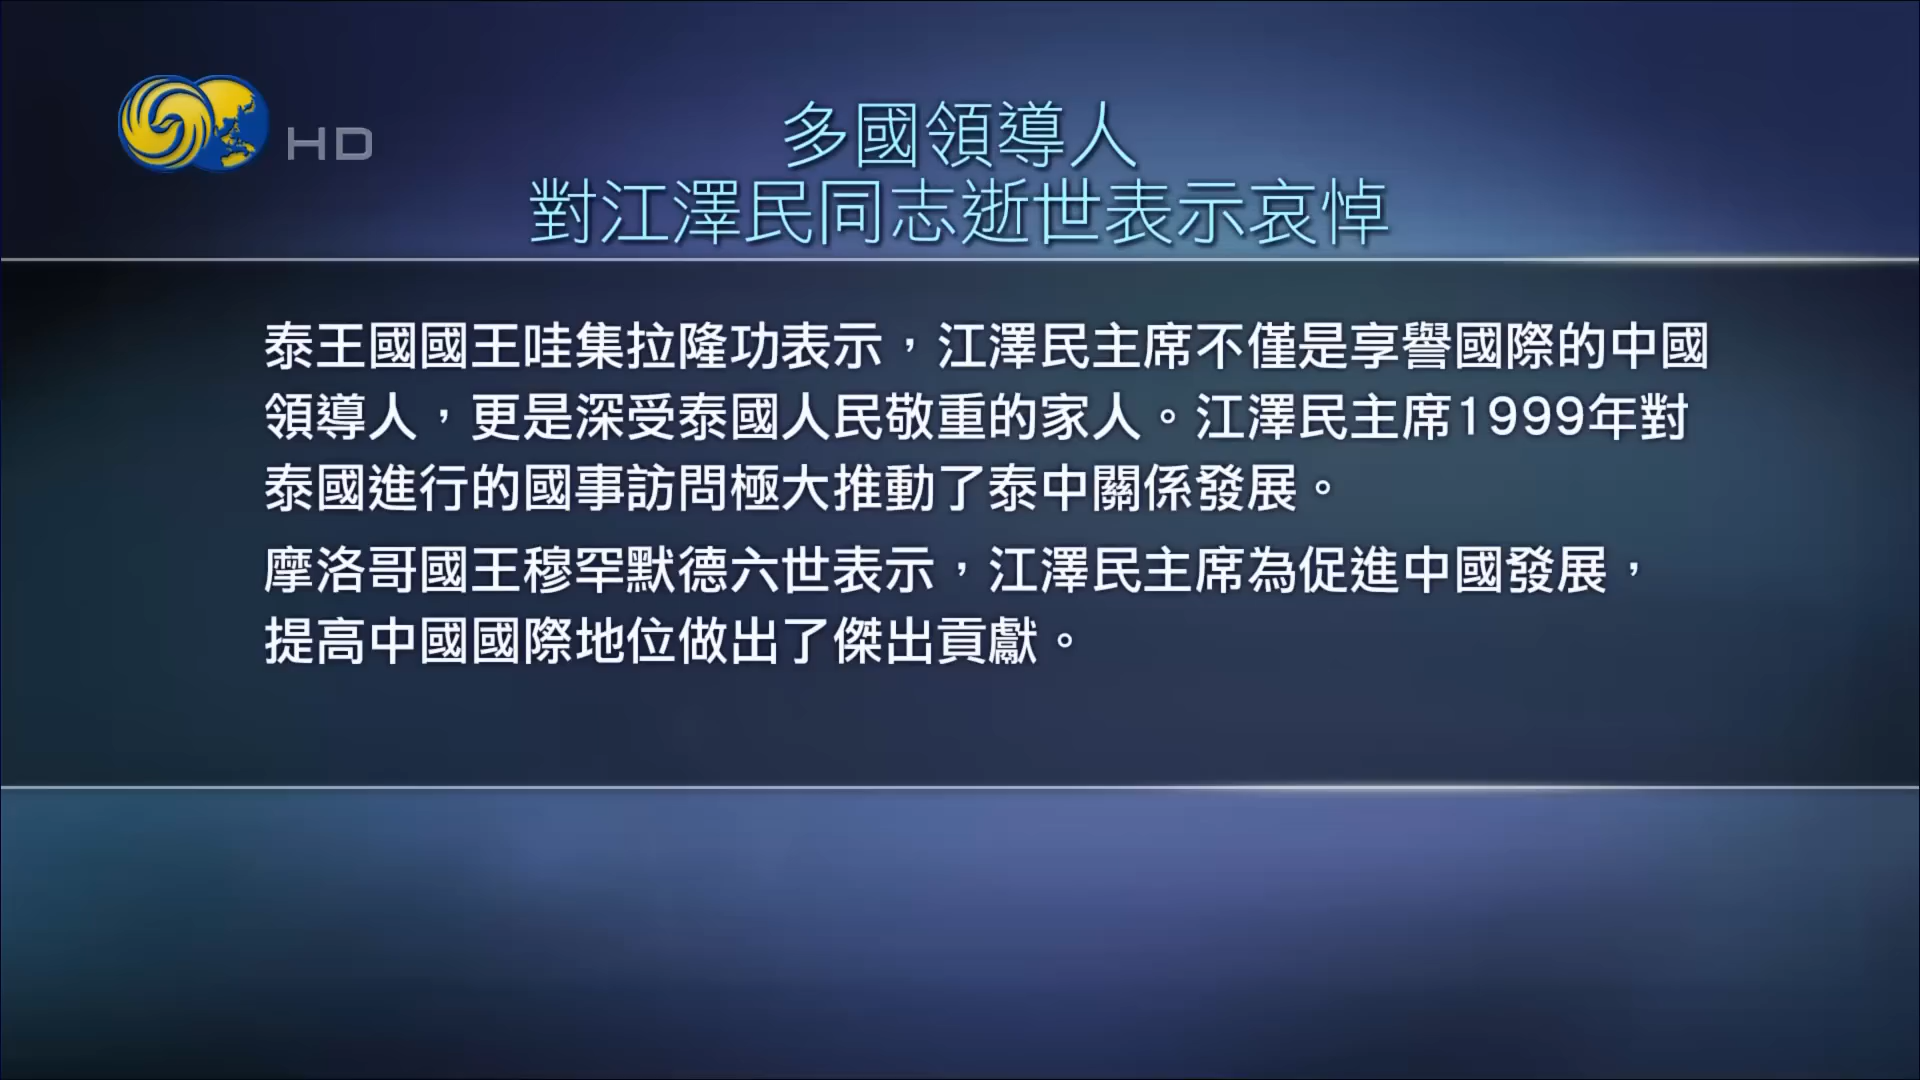 HD
多國領導人
對江澤民同志逝世表示哀悼
泰王國國王哇集拉隆功表示，江澤民主席不僅是享譽國際的中國
領導人，更是深受泰國人民敬重的家人。江澤民主席1999年對
泰國進行的國事訪問極大推動了泰中關係發展。
摩洛哥國王穆罕默德六世表示，江澤民主席為促進中國發展，
提高中國國際地位做出了傑出貢獻。